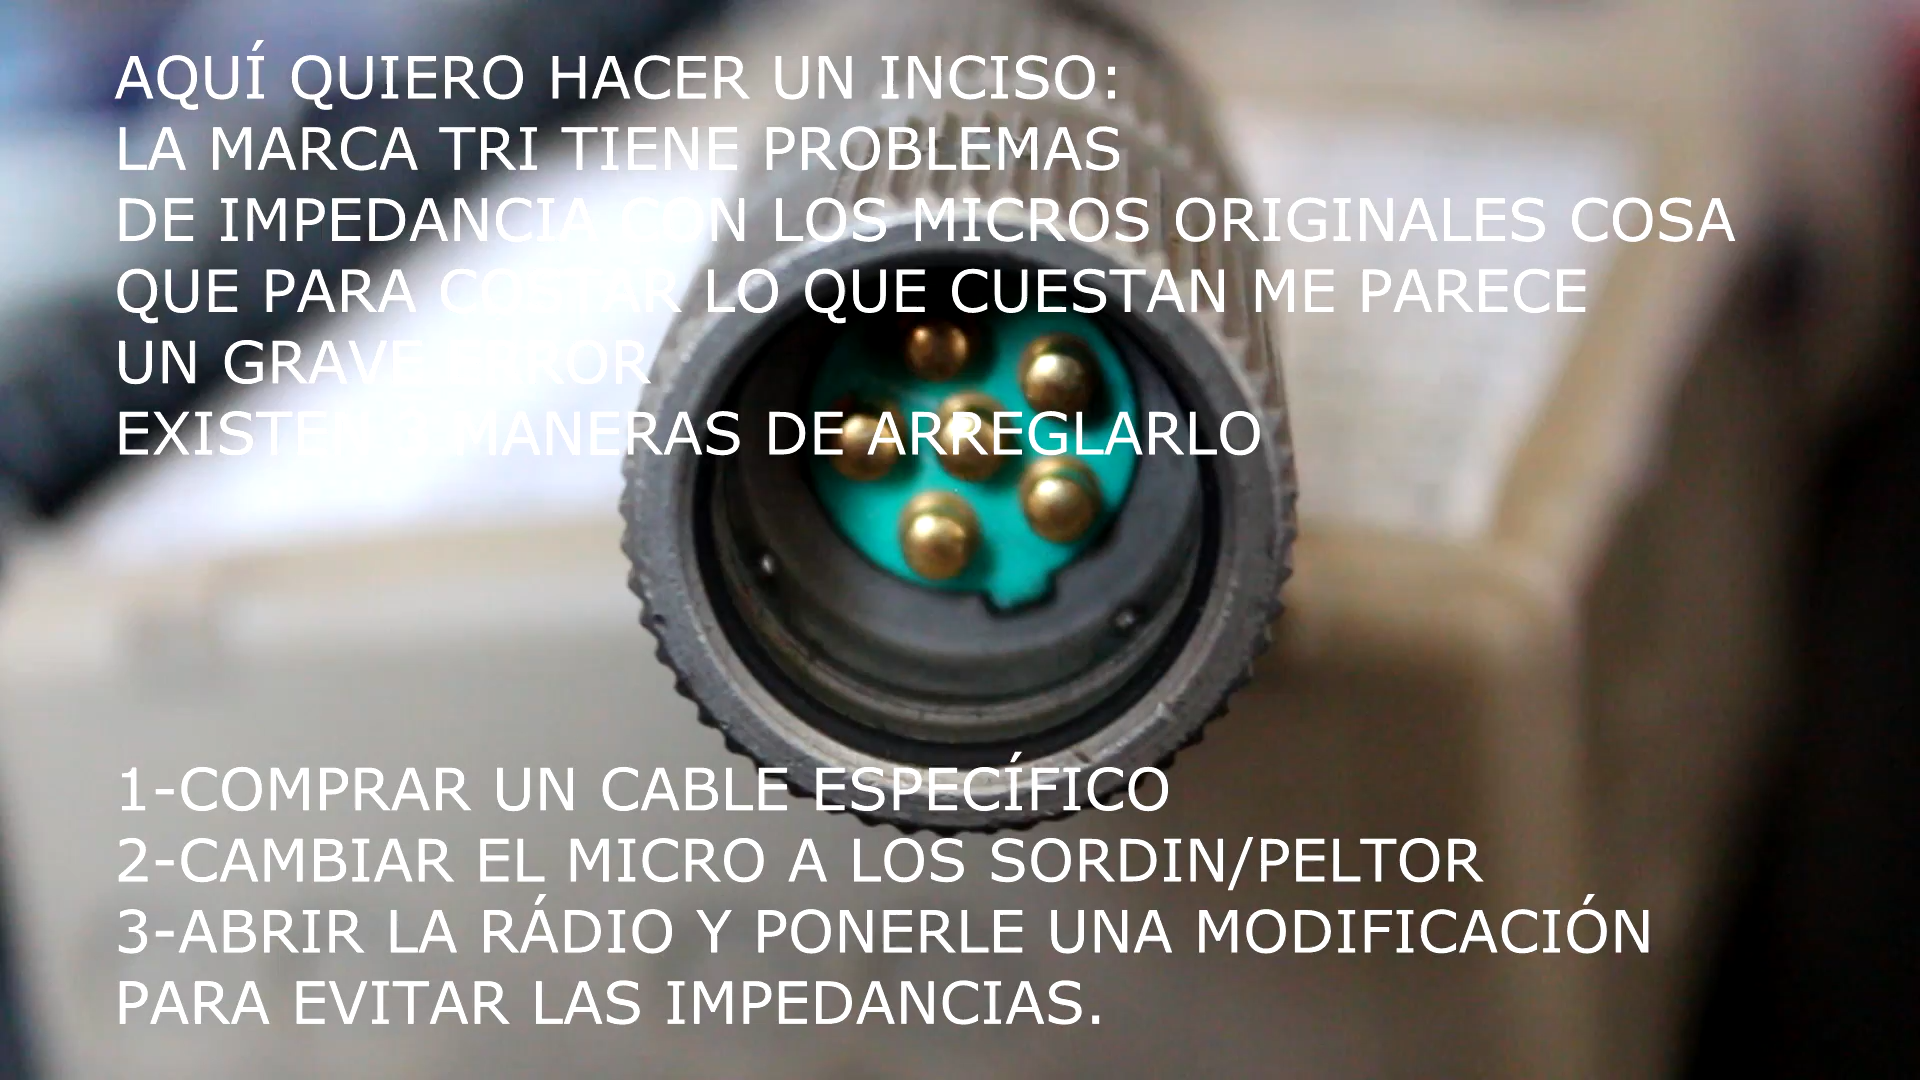 AQUÍ QUIERO HACER UN INCISO:
LA MARCA TRI TIENE PROBLEMAS
DE IMPEDANCIA CON LOS MICROS ORIGINALES COSA
QUE PARA COSTAR LO QUE CUESTAN ME PARECE
UN GRAVE ERROR
EXISTEN MANERAS DE ARREGLARLO
1-COMPRAR UN CABLE ESPECÍFICO
2-CAMBIAR EL MICRO A LOS SORDIN/PELTOR
3-ABRIR LA RÁDIO Y PONERLE UNA MODIFICACIÓN
PARA EVITAR LAS IMPEDANCIAS.